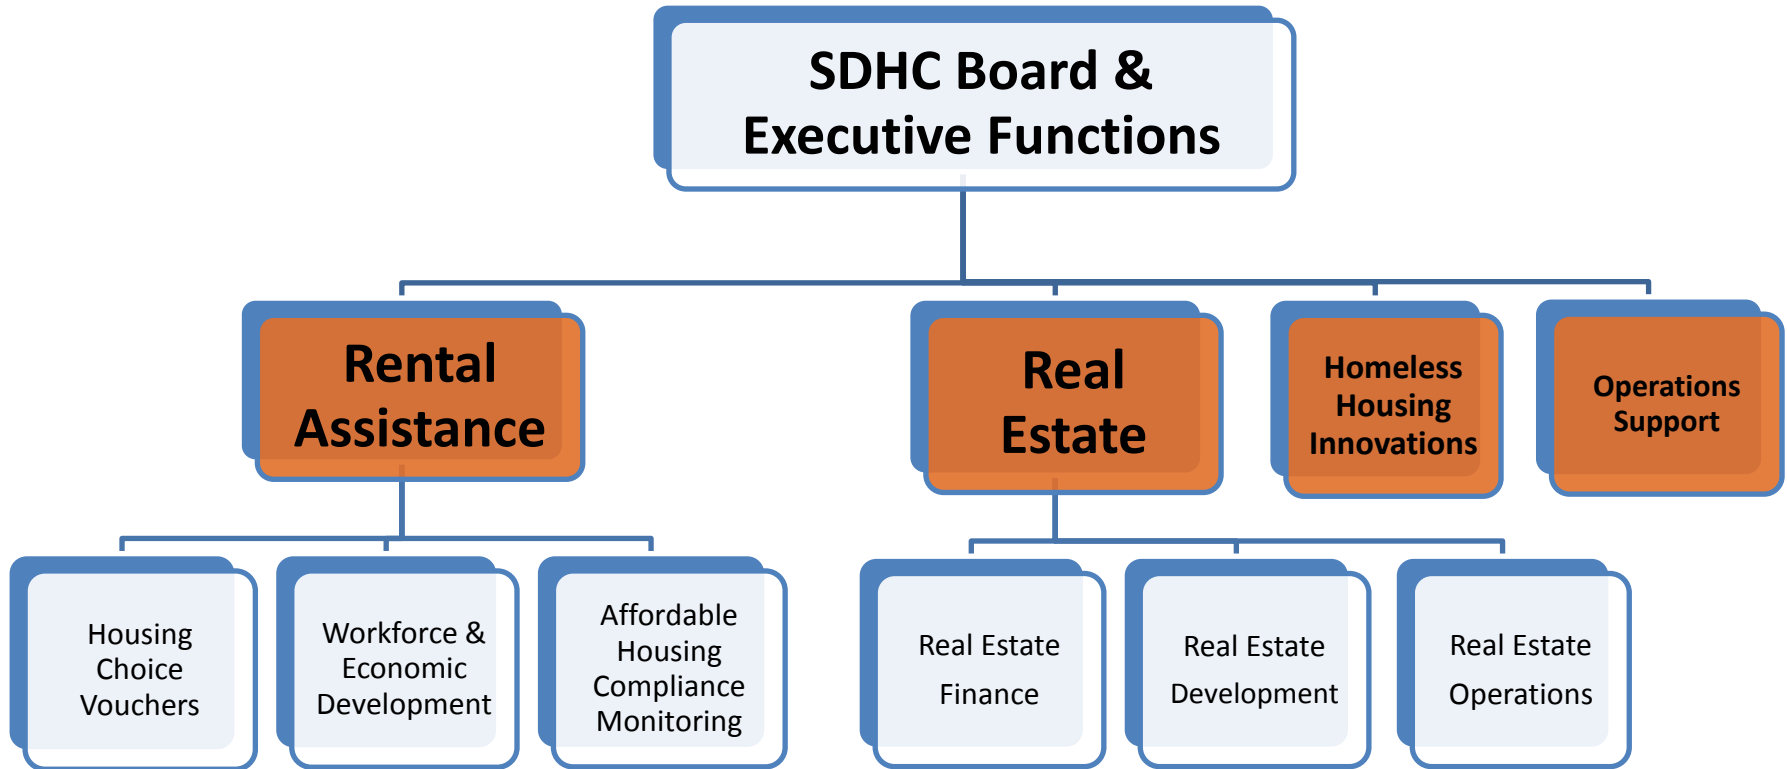 SDHC Board &
Executive Functions
Rental
Assistance
Real
Estate
Homeless
Housing
Innovations
Operations
Support
Housing
Choice
Vouchers
Workforce &
Economic
Development
Affordable
Housing
Compliance
Monitoring
Real Estate
Finance
Real Estate
Development
Real Estate
Operations